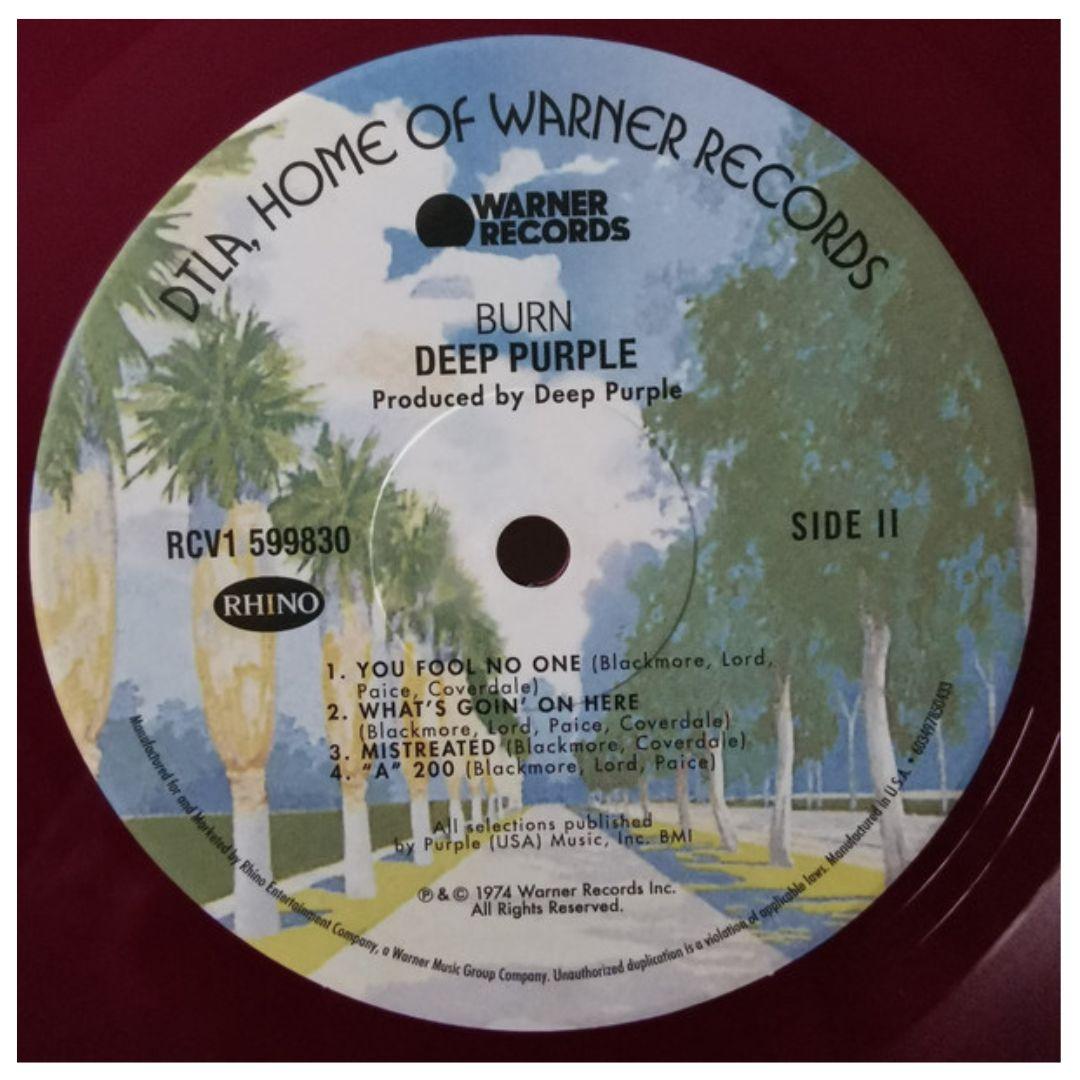 DTLA, HOME OF WARNER RECORDS
WARNER
RECORDS
BURN
DEEP PURPLE
Produced by Deep Purple
RCV1 599830
SIDE II
RHINO
1. YOU FOOL NO ONE (Blackmore, Lord,
Paice, Coverdale)
2. WHAT'S GOIN' ON HERE
(Blackmore, Lord, Paice, Coverdale)
3. MISTREATED (Blackmore, Coverdale)
4. "A" 200 (Blackmore, Lord, Paice)
All selections published
by Purple (USA) Music, Inc. BMI
℗ & © 1974 Warner Records Inc.
All Rights Reserved.
Manufactured for and Marketed by Rhino Entertainment Company, a Warner Music Group Company. Unauthorized duplication is a violation of applicable laws. Manufactured in U.S.A. • 603497850433